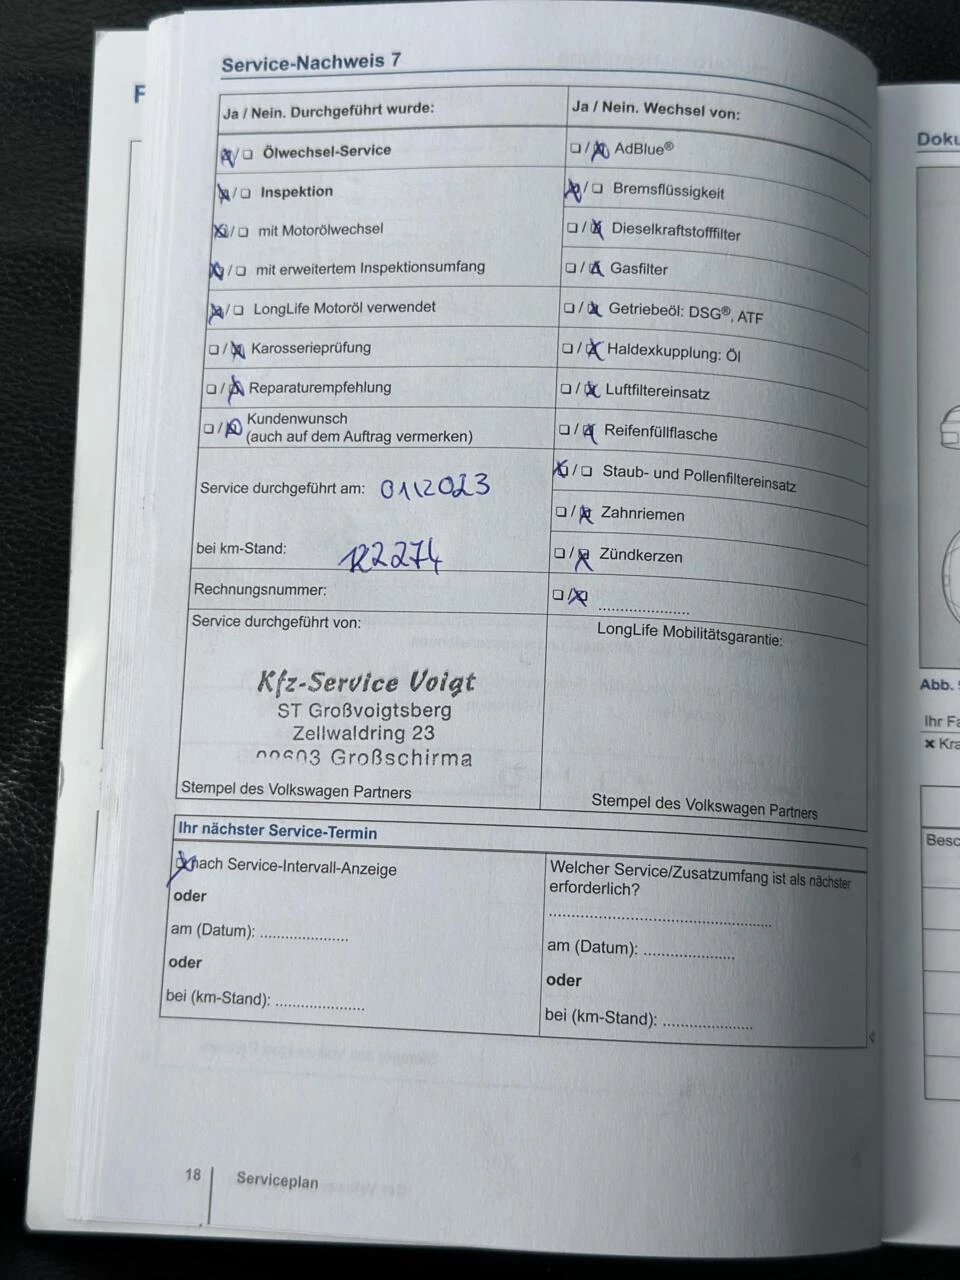 Service-Nachweis 7
Ja / Nein. Durchgeführt wurde:
Ölwechsel-Service
Inspektion
mit Motorölwechsel
mit erweitertem Inspektionsumfang
LongLife Motoröl verwendet
Karosserieprüfung
Reparaturempfehlung
Kundenwunsch
(auch auf dem Auftrag vermerken)
Service durchgeführt am: 01/2023
bei km-Stand: 122274
Rechnungsnummer:
Service durchgeführt von:
Kfz-Service Voigt
ST Großvoigtsberg
Zellwaldring 23
09603 Großschirma
Stempel des Volkswagen Partners
Ja / Nein. Wechsel von:
AdBlue®
Bremsflüssigkeit
Dieselkraftstofffilter
Gasfilter
Getriebeöl: DSG®, ATF
Haldexkupplung: Öl
Luftfiltereinsatz
Reifenfüllflasche
Staub- und Pollenfiltereinsatz
Zahnriemen
Zündkerzen
....................
LongLife Mobilitätsgarantie:
Stempel des Volkswagen Partners
Ihr nächster Service-Termin
nach Service-Intervall-Anzeige
oder
am (Datum): ....................
oder
bei (km-Stand): ....................
Welcher Service/Zusatzumfang ist als nächster
erforderlich?
..................................................
am (Datum): ....................
oder
bei (km-Stand): ....................
18 Serviceplan
F
Doku
Abb.
Ihr Fa
× Kra
Besc